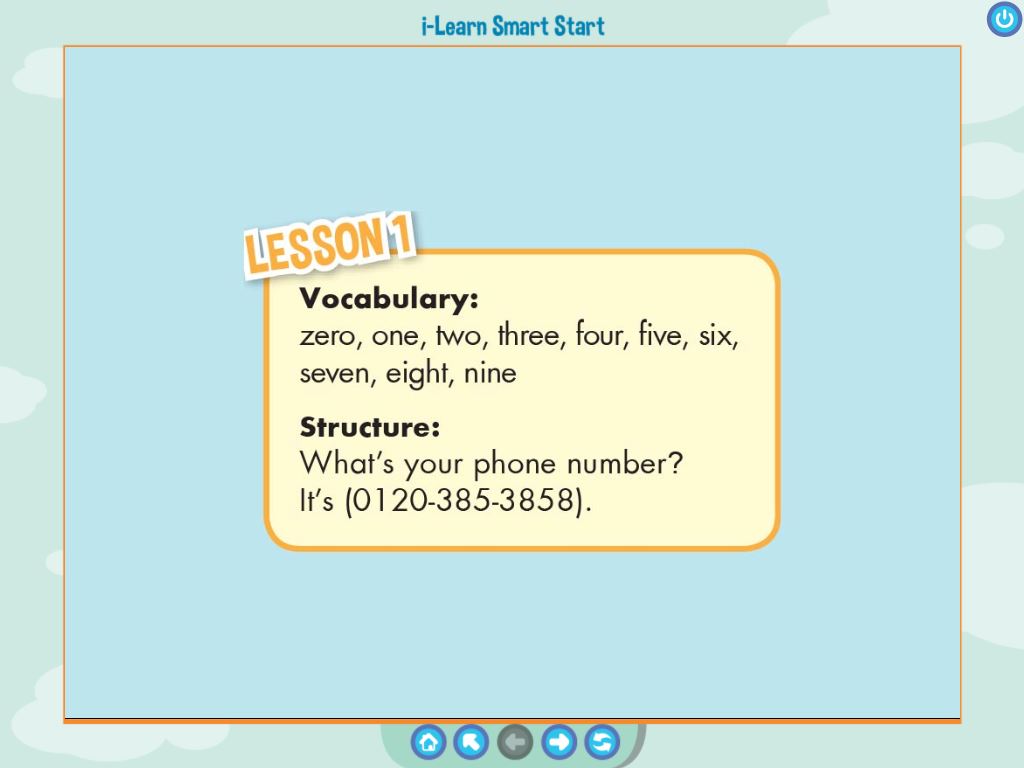 i-Learn Smart Start
LESSON 1
Vocabulary:
zero, one, two, three, four, five, six,
seven, eight, nine
Structure:
What's your phone number?
It's (0120-385-3858).